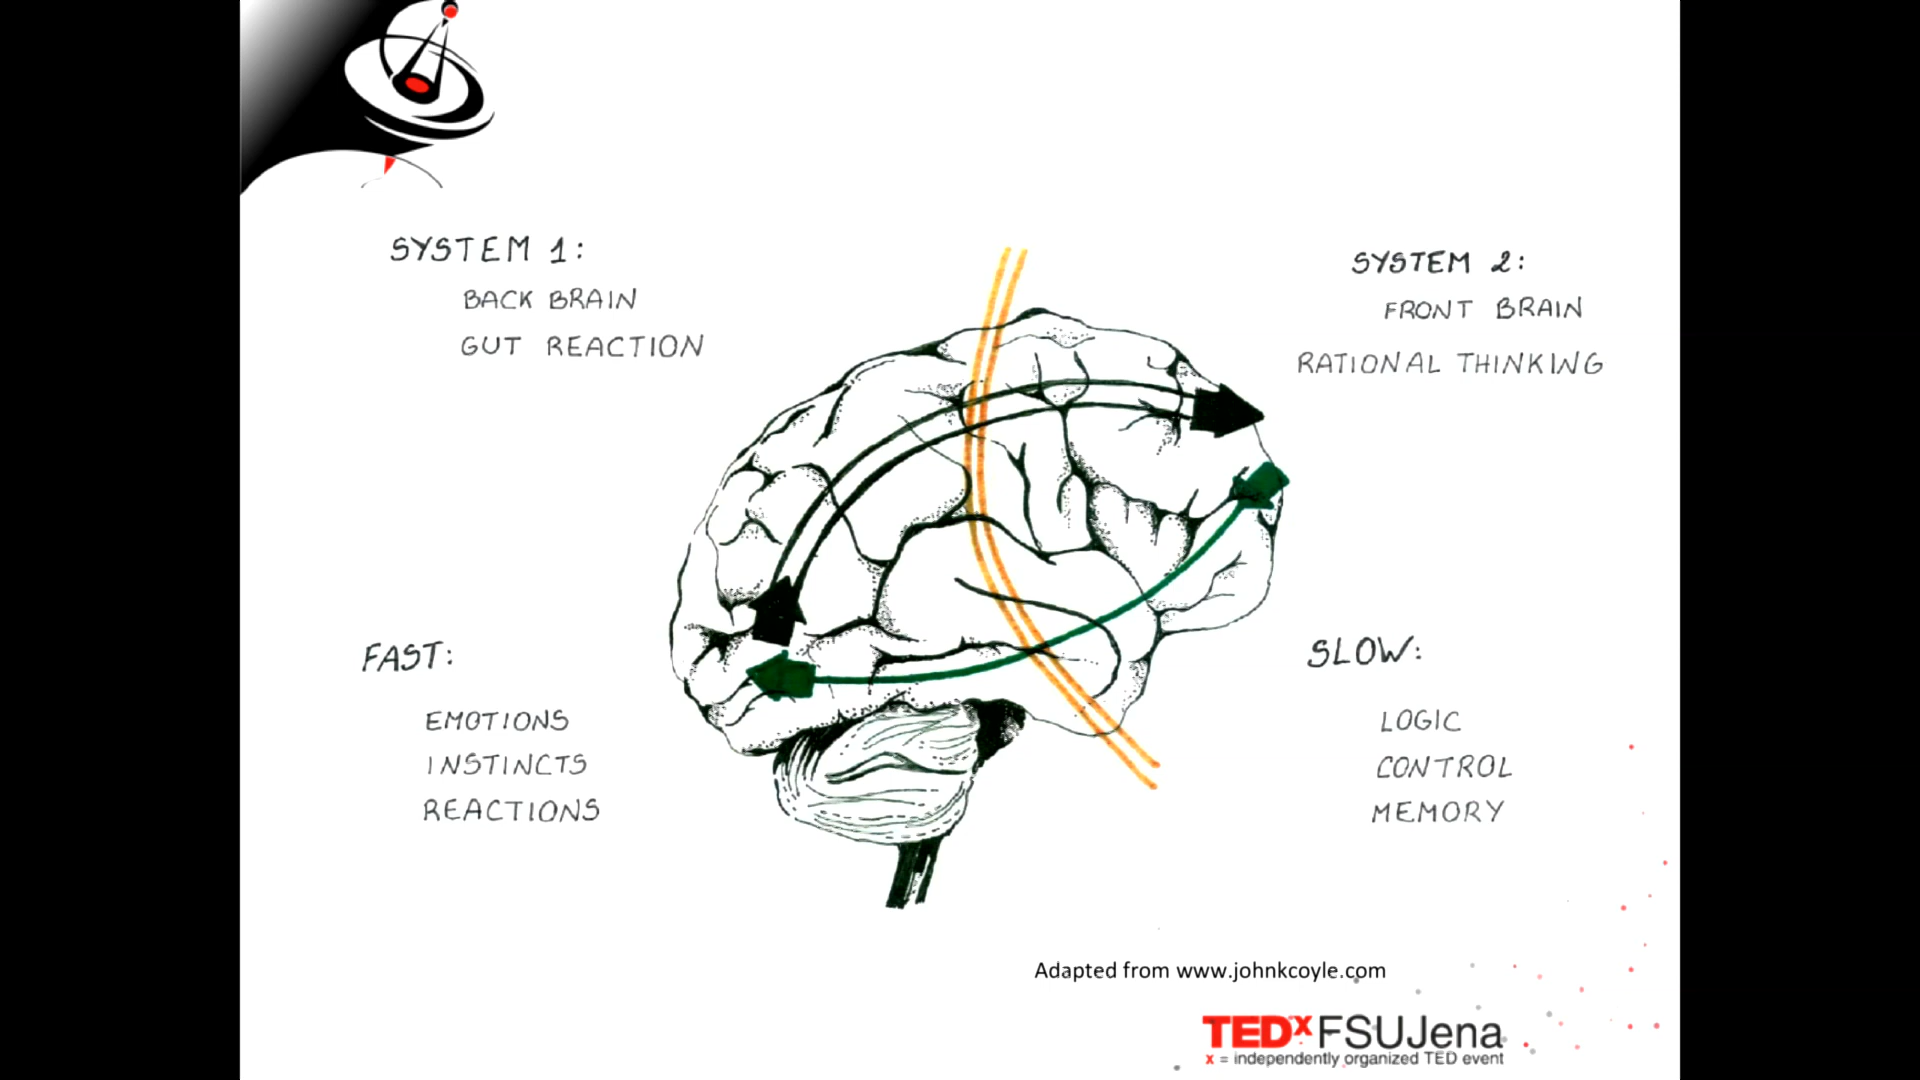 SYSTEM 1:
BACK BRAIN
GUT REACTION
SYSTEM 2:
FRONT BRAIN
RATIONAL THINKING
FAST:
EMOTIONS
INSTINCTS
REACTIONS
SLOW:
LOGIC
CONTROL
MEMORY
Adapted from www.johnkcoyle.com
TEDxFSUJena
x = independently organized TED event